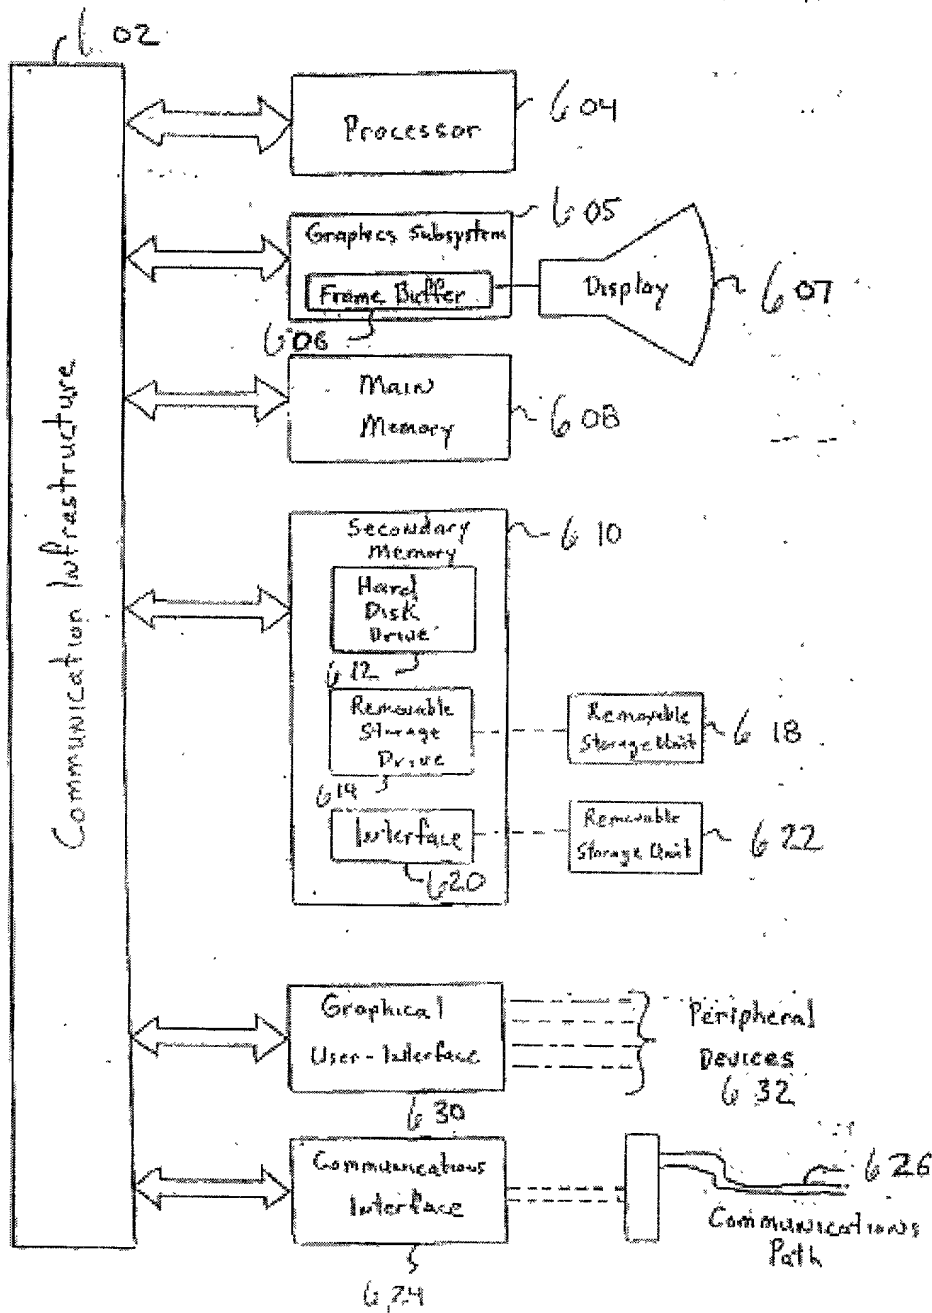 602
Processor
604
Graphics Subsystem
605
Frame Buffer
606
Display
607
Main
Memory
608
Communication Infrastructure
Secondary
Memory
610
Hard
Disk
Drive
612
Removable
Storage
Drive
614
Removable
Storage Unit
618
Interface
620
Removable
Storage Unit
622
Graphical
User-Interface
630
Peripheral
Devices
632
Communications
Interface
624
626
Communications
Path